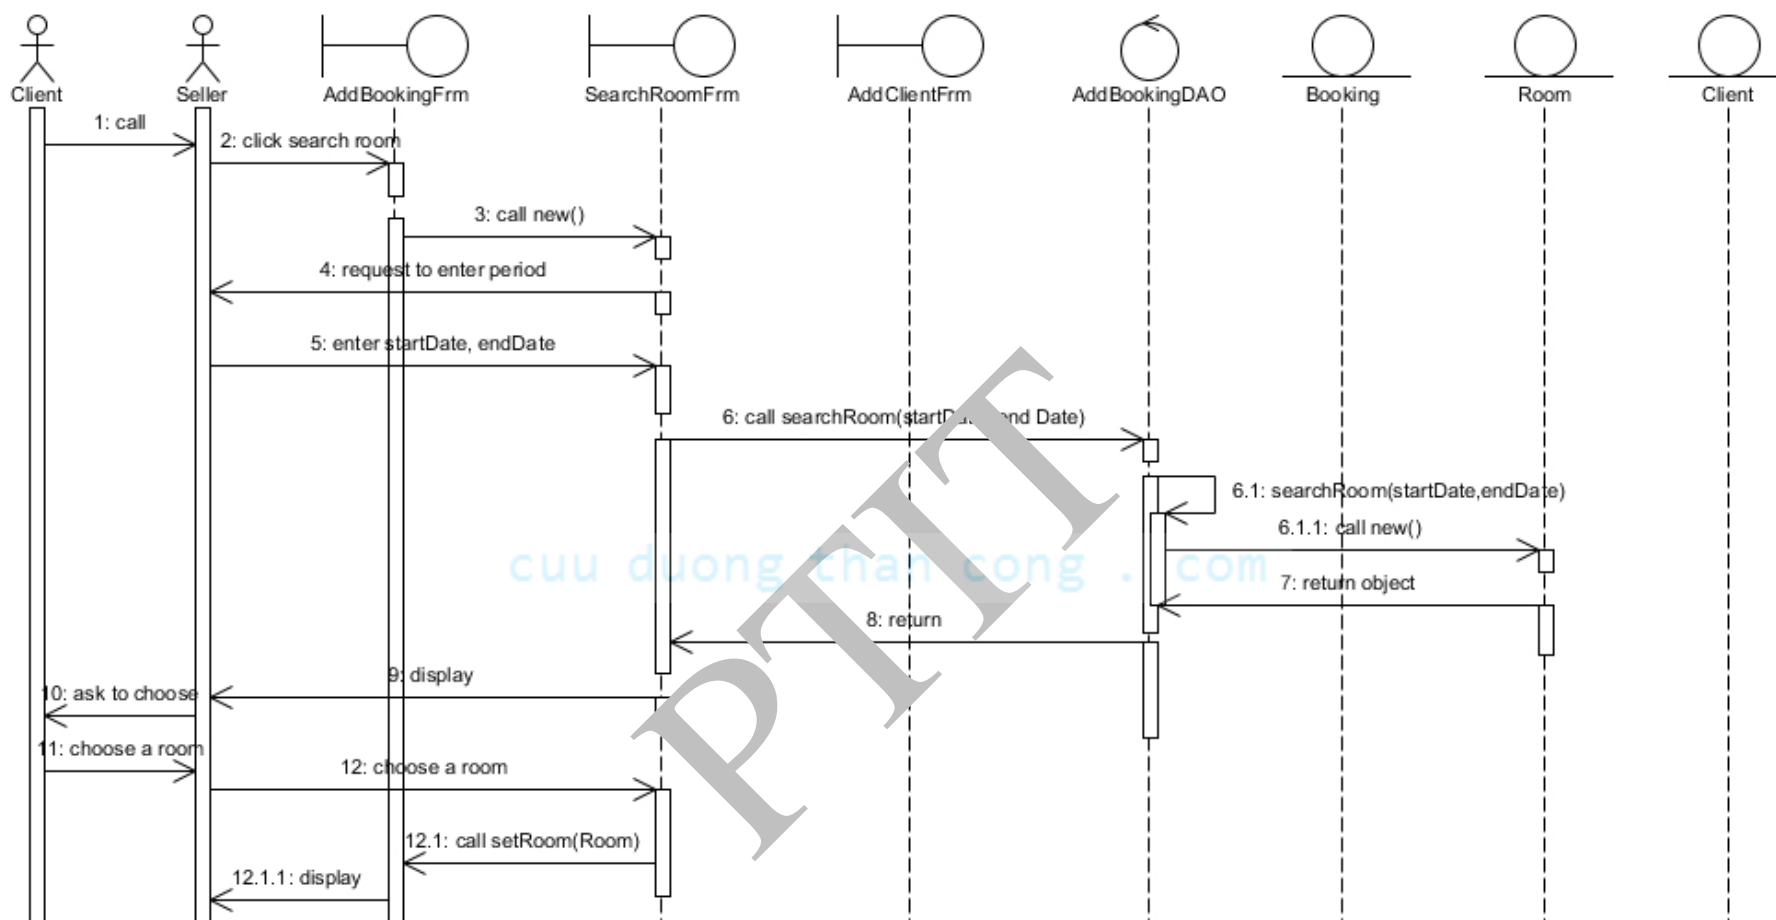 Client
Seller
AddBookingFrm
SearchRoomFrm
AddClientFrm
AddBookingDAO
Booking
Room
Client
1: call
2: click search room
3: call new()
4: request to enter period
5: enter startDate, endDate
6: call searchRoom(startDa end Date)
6.1: searchRoom(startDate,endDate)
6.1.1: call new()
cuu duong than cong . com
7: return object
8: return
9: display
10: ask to choose
11: choose a room
12: choose a room
12.1: call setRoom(Room)
12.1.1: display
PTIT